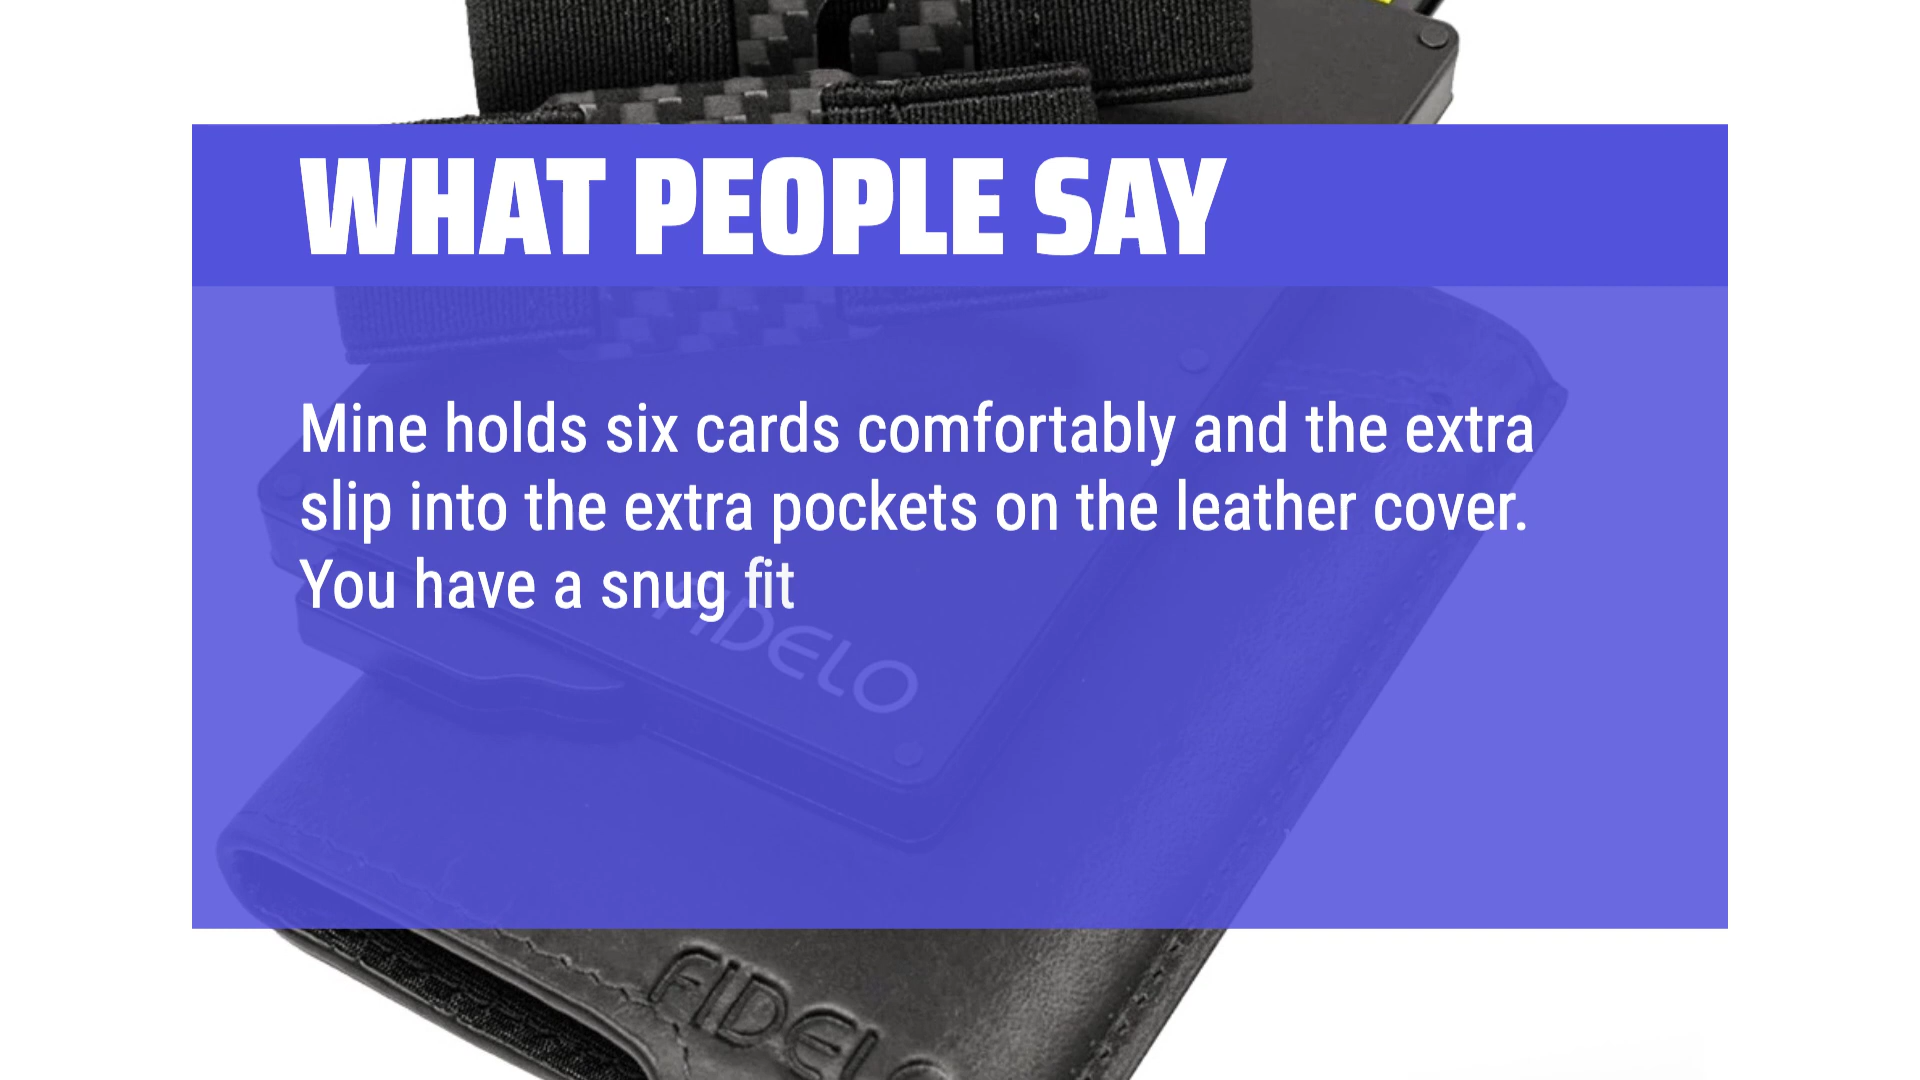 WHAT PEOPLE SAY
Mine holds six cards comfortably and the extra
slip into the extra pockets on the leather cover.
You have a snug fit
FIDELO
FIDELO